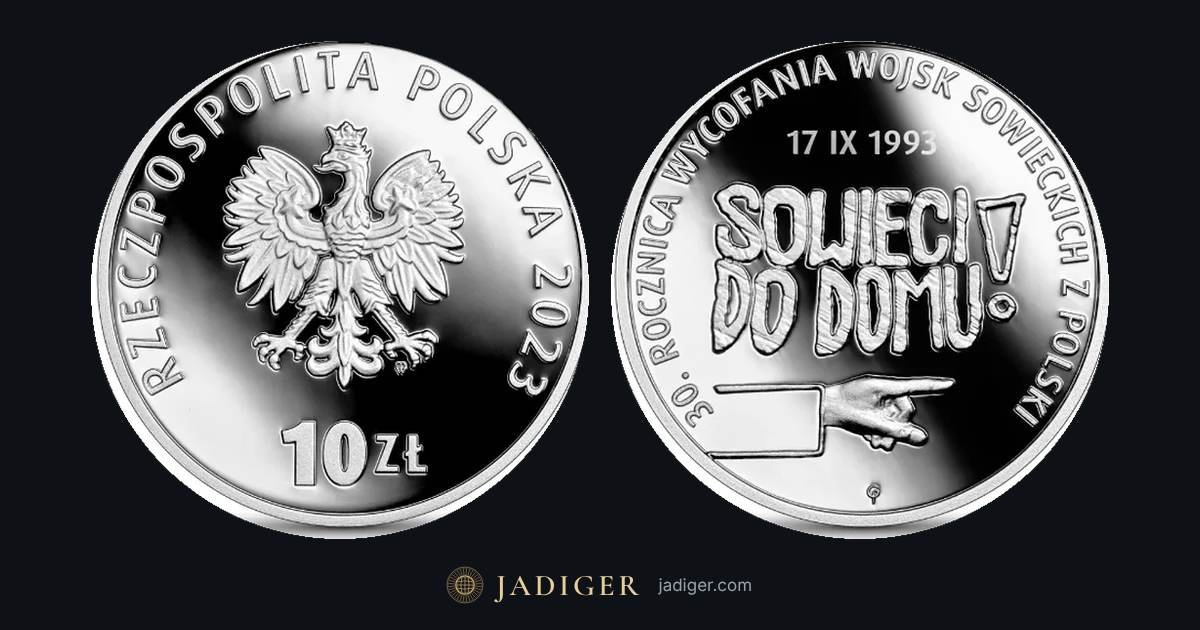 RZECZPOSPOLITA POLSKA 2023
10 ZŁ
30. ROCZNICA WYCOFANIA WOJSK SOWIECKICH Z POLSKI
17 IX 1993
SOWIECI
DO DOMU!
JADIGER jadiger.com